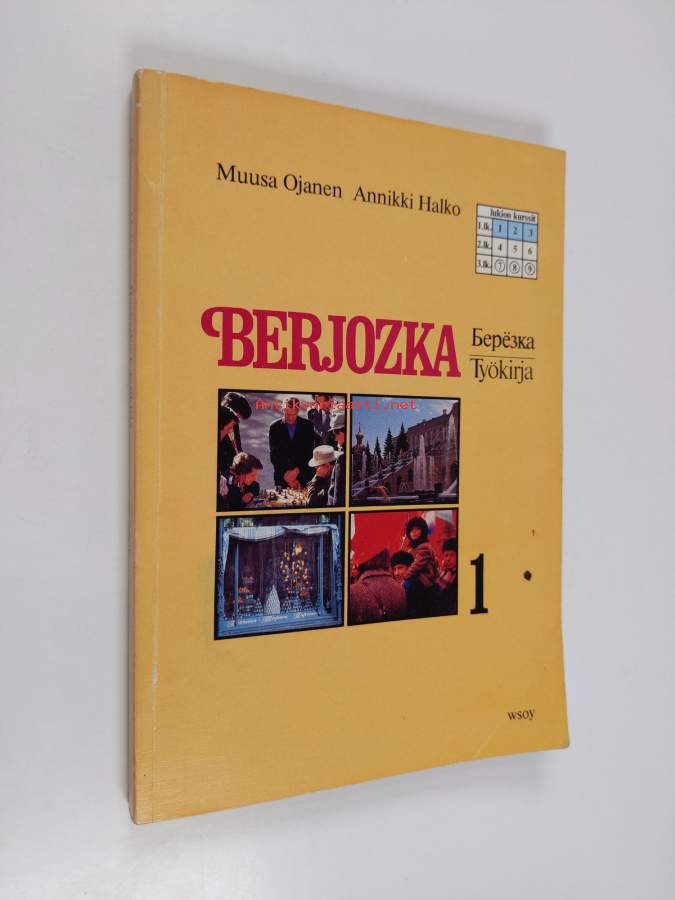 Muusa Ojanen Annikki Halko
lukion kurssit
1.lk. 1 2 3
2.lk. 4 5 6
3.lk. 7 8 9
BERJOZKA
Берёзка
Työkirja
Antikvariaatti.net
1
wsoy